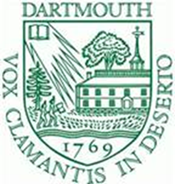 DARTMOUTH
VOX CLAMANTIS IN DESERTO
1769